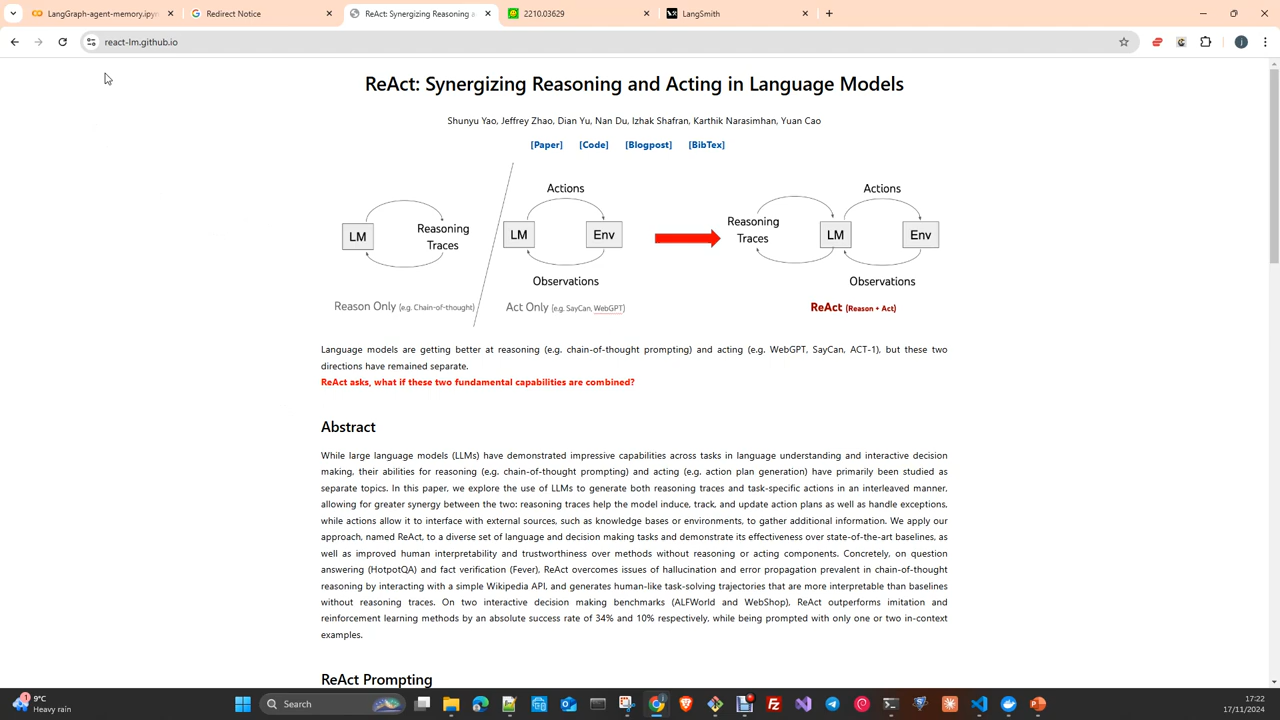 LangGraph-agent-memory.ipyn
Redirect Notice
ReAct: Synergizing Reasoning a
2210.03629
LangSmith
react-lm.github.io
ReAct: Synergizing Reasoning and Acting in Language Models
Shunyu Yao, Jeffrey Zhao, Dian Yu, Nan Du, Izhak Shafran, Karthik Narasimhan, Yuan Cao
[Paper] [Code] [Blogpost] [BibTex]
LM
Reasoning
Traces
Reason Only (e.g. Chain-of-thought)
Actions
LM
Env
Observations
Act Only (e.g. SayCan, WebGPT)
Reasoning
Traces
Actions
LM
Env
Observations
ReAct (Reason + Act)
Language models are getting better at reasoning (e.g. chain-of-thought prompting) and acting (e.g. WebGPT, SayCan, ACT-1), but these two
directions have remained separate.
ReAct asks, what if these two fundamental capabilities are combined?
Abstract
While large language models (LLMs) have demonstrated impressive capabilities across tasks in language understanding and interactive decision
making, their abilities for reasoning (e.g. chain-of-thought prompting) and acting (e.g. action plan generation) have primarily been studied as
separate topics. In this paper, we explore the use of LLMs to generate both reasoning traces and task-specific actions in an interleaved manner,
allowing for greater synergy between the two: reasoning traces help the model induce, track, and update action plans as well as handle exceptions,
while actions allow it to interface with external sources, such as knowledge bases or environments, to gather additional information. We apply our
approach, named ReAct, to a diverse set of language and decision making tasks and demonstrate its effectiveness over state-of-the-art baselines, as
well as improved human interpretability and trustworthiness over methods without reasoning or acting components. Concretely, on question
answering (HotpotQA) and fact verification (Fever), ReAct overcomes issues of hallucination and error propagation prevalent in chain-of-thought
reasoning by interacting with a simple Wikipedia API, and generates human-like task-solving trajectories that are more interpretable than baselines
without reasoning traces. On two interactive decision making benchmarks (ALFWorld and WebShop), ReAct outperforms imitation and
reinforcement learning methods by an absolute success rate of 34% and 10% respectively, while being prompted with only one or two in-context
examples.
ReAct Prompting
1
9°C
Heavy rain
Search
17:22
17/11/2024